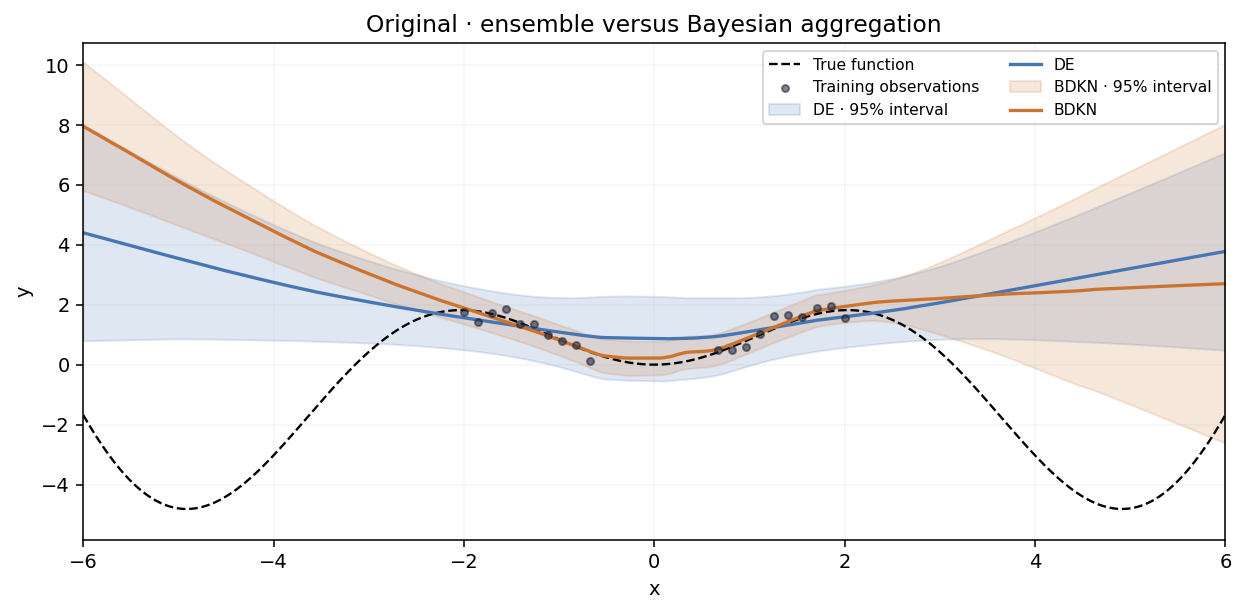 Original · ensemble versus Bayesian aggregation
True function
Training observations
DE · 95% interval
DE
BDKN · 95% interval
BDKN
y
10
8
6
4
2
0
−2
−4
−6
−4
−2
0
2
4
6
x